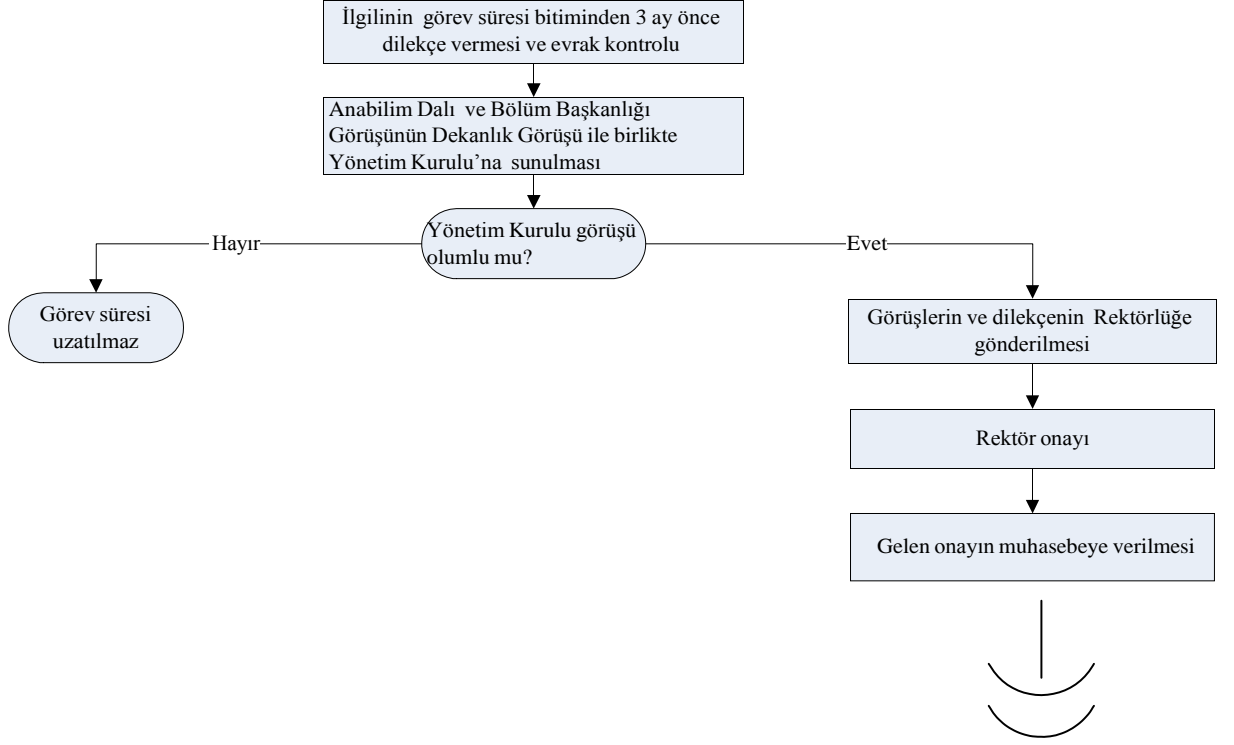 İlgilinin görev süresi bitiminden 3 ay önce
dilekçe vermesi ve evrak kontrolu
Anabilim Dalı ve Bölüm Başkanlığı
Görüşünün Dekanlık Görüşü ile birlikte
Yönetim Kurulu’na sunulması
Yönetim Kurulu görüşü
olumlu mu?
Hayır
Evet
Görev süresi
uzatılmaz
Görüşlerin ve dilekçenin Rektörlüğe
gönderilmesi
Rektör onayı
Gelen onayın muhasebeye verilmesi